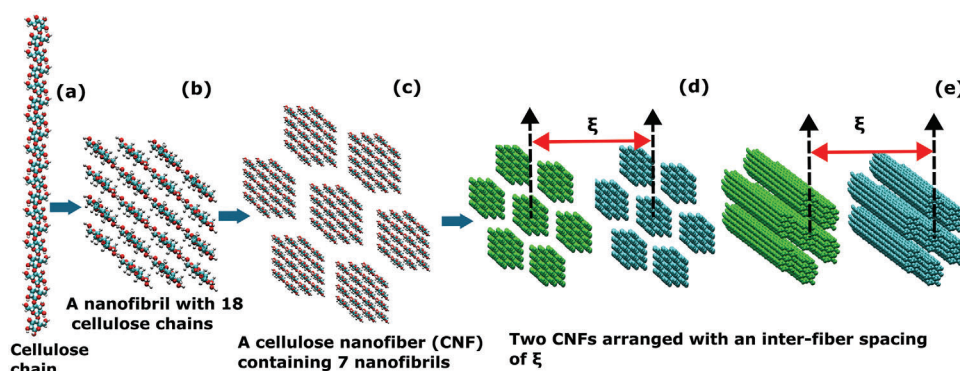 (a)
(b)
(c)
(d)
(e)
ξ
ξ
A nanofibril with 18
cellulose chains
Cellulose
chain
A cellulose nanofiber (CNF)
containing 7 nanofibrils
Two CNFs arranged with an inter-fiber spacing
of ξ